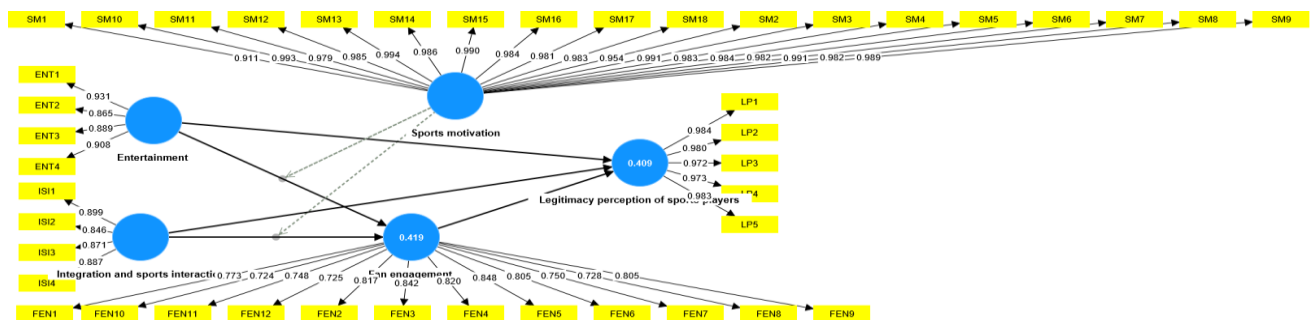 SM1 SM10 SM11 SM12 SM13 SM14 SM15 SM16 SM17 SM18 SM2 SM3 SM4 SM5 SM6 SM7 SM8 SM9
0.911 0.993 0.979 0.985 0.994 0.986 0.990 0.984 0.981 0.983 0.954 0.991 0.983 0.984 0.982 0.991 0.982 0.989
ENT1
0.931
ENT2
0.865
ENT3
0.889
0.908
ENT4
Entertainment
Sports motivation
LP1
0.984
LP2
0.980
0.409
0.972
LP3
0.973
LP4
0.983
LP5
Legitimacy perception of sports players
ISI1
0.899
ISI2
0.846
0.871
ISI3
0.887
ISI4
Integration and sports interaction
0.419
Fan engagement
0.773 0.724 0.748 0.725 0.817 0.842 0.820 0.848 0.805 0.750 0.728 0.805
FEN1 FEN10 FEN11 FEN12 FEN2 FEN3 FEN4 FEN5 FEN6 FEN7 FEN8 FEN9